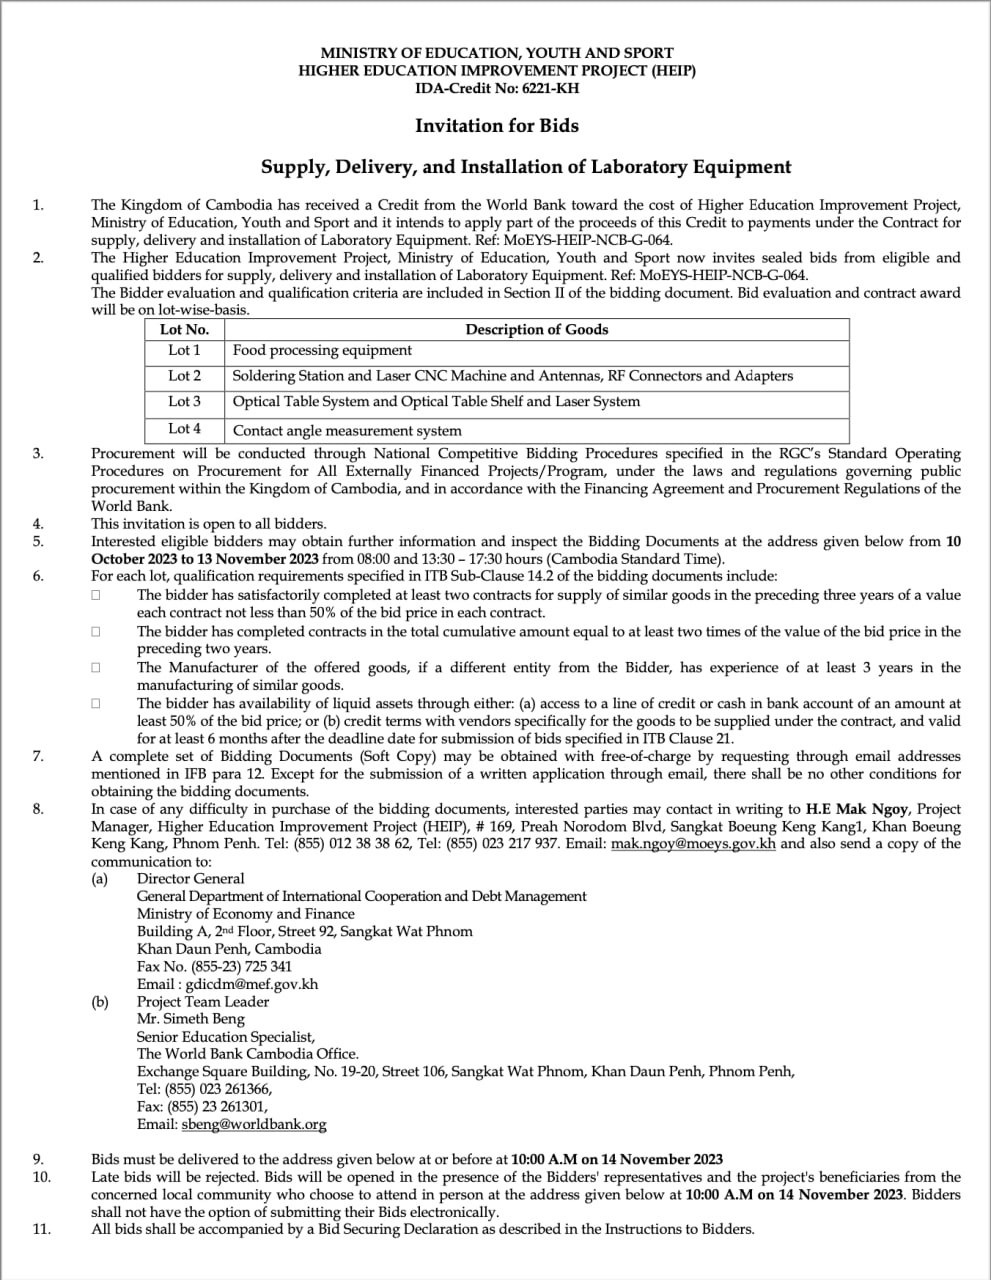 MINISTRY OF EDUCATION, YOUTH AND SPORT
HIGHER EDUCATION IMPROVEMENT PROJECT (HEIP)
IDA-Credit No: 6221-KH
Invitation for Bids
Supply, Delivery, and Installation of Laboratory Equipment
1. The Kingdom of Cambodia has received a Credit from the World Bank toward the cost of Higher Education Improvement Project,
Ministry of Education, Youth and Sport and it intends to apply part of the proceeds of this Credit to payments under the Contract for
supply, delivery and installation of Laboratory Equipment. Ref: MoEYS-HEIP-NCB-G-064.
2. The Higher Education Improvement Project, Ministry of Education, Youth and Sport now invites sealed bids from eligible and
qualified bidders for supply, delivery and installation of Laboratory Equipment. Ref: MoEYS-HEIP-NCB-G-064.
The Bidder evaluation and qualification criteria are included in Section II of the bidding document. Bid evaluation and contract award
will be on lot-wise-basis.
Lot No. Description of Goods
Lot 1 Food processing equipment
Lot 2 Soldering Station and Laser CNC Machine and Antennas, RF Connectors and Adapters
Lot 3 Optical Table System and Optical Table Shelf and Laser System
Lot 4 Contact angle measurement system
3. Procurement will be conducted through National Competitive Bidding Procedures specified in the RGC's Standard Operating
Procedures on Procurement for All Externally Financed Projects/Program, under the laws and regulations governing public
procurement within the Kingdom of Cambodia, and in accordance with the Financing Agreement and Procurement Regulations of the
World Bank.
4. This invitation is open to all bidders.
5. Interested eligible bidders may obtain further information and inspect the Bidding Documents at the address given below from 10
October 2023 to 13 November 2023 from 08:00 and 13:30 – 17:30 hours (Cambodia Standard Time).
6. For each lot, qualification requirements specified in ITB Sub-Clause 14.2 of the bidding documents include:
□ The bidder has satisfactorily completed at least two contracts for supply of similar goods in the preceding three years of a value
each contract not less than 50% of the bid price in each contract.
□ The bidder has completed contracts in the total cumulative amount equal to at least two times of the value of the bid price in the
preceding two years.
□ The Manufacturer of the offered goods, if a different entity from the Bidder, has experience of at least 3 years in the
manufacturing of similar goods.
□ The bidder has availability of liquid assets through either: (a) access to a line of credit or cash in bank account of an amount at
least 50% of the bid price; or (b) credit terms with vendors specifically for the goods to be supplied under the contract, and valid
for at least 6 months after the deadline date for submission of bids specified in ITB Clause 21.
7. A complete set of Bidding Documents (Soft Copy) may be obtained with free-of-charge by requesting through email addresses
mentioned in IFB para 12. Except for the submission of a written application through email, there shall be no other conditions for
obtaining the bidding documents.
8. In case of any difficulty in purchase of the bidding documents, interested parties may contact in writing to H.E Mak Ngoy, Project
Manager, Higher Education Improvement Project (HEIP), # 169, Preah Norodom Blvd, Sangkat Boeung Keng Kang1, Khan Boeung
Keng Kang, Phnom Penh. Tel: (855) 012 38 38 62, Tel: (855) 023 217 937. Email: mak.ngoy@moeys.gov.kh and also send a copy of the
communication to:
(a) Director General
General Department of International Cooperation and Debt Management
Ministry of Economy and Finance
Building A, 2nd Floor, Street 92, Sangkat Wat Phnom
Khan Daun Penh, Cambodia
Fax No. (855-23) 725 341
Email : gdicdm@mef.gov.kh
(b) Project Team Leader
Mr. Simeth Beng
Senior Education Specialist,
The World Bank Cambodia Office.
Exchange Square Building, No. 19-20, Street 106, Sangkat Wat Phnom, Khan Daun Penh, Phnom Penh,
Tel: (855) 023 261366,
Fax: (855) 23 261301,
Email: sbeng@worldbank.org
9. Bids must be delivered to the address given below at or before at 10:00 A.M on 14 November 2023
10. Late bids will be rejected. Bids will be opened in the presence of the Bidders' representatives and the project's beneficiaries from the
concerned local community who choose to attend in person at the address given below at 10:00 A.M on 14 November 2023. Bidders
shall not have the option of submitting their Bids electronically.
11. All bids shall be accompanied by a Bid Securing Declaration as described in the Instructions to Bidders.